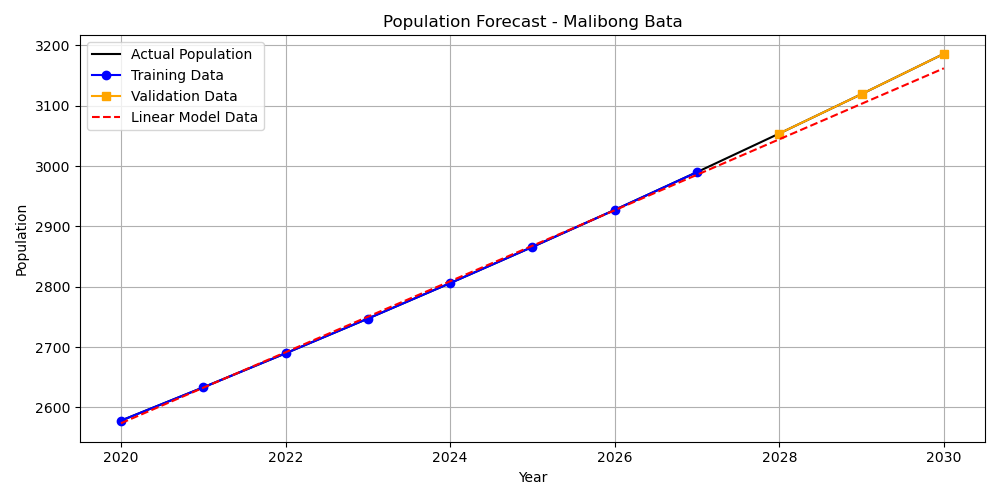 Population Forecast - Malibong Bata
Actual Population
Training Data
Validation Data
Linear Model Data
Population
3200
3100
3000
2900
2800
2700
2600
2020
2022
2024
2026
2028
2030
Year